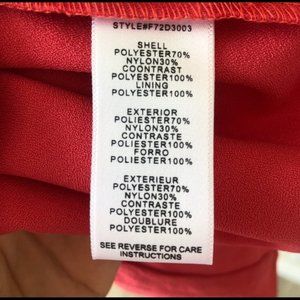 STYLE#F72D3003
SHELL
POLYESTER70%
NYLON30%
COONTRAST
POLYESTER100%
LINING
POLYESTER100%
EXTERIOR
POLIESTER70%
NYLON30%
CONTRASTE
POLIESTER100%
FORRO
POLIESTER100%
EXTERIEUR
POLYESTER70%
NYLON30%
CONTRASTE
POLYESTER100%
DOUBLURE
POLYESTER100%
SEE REVERSE FOR CARE
INSTRUCTIONS